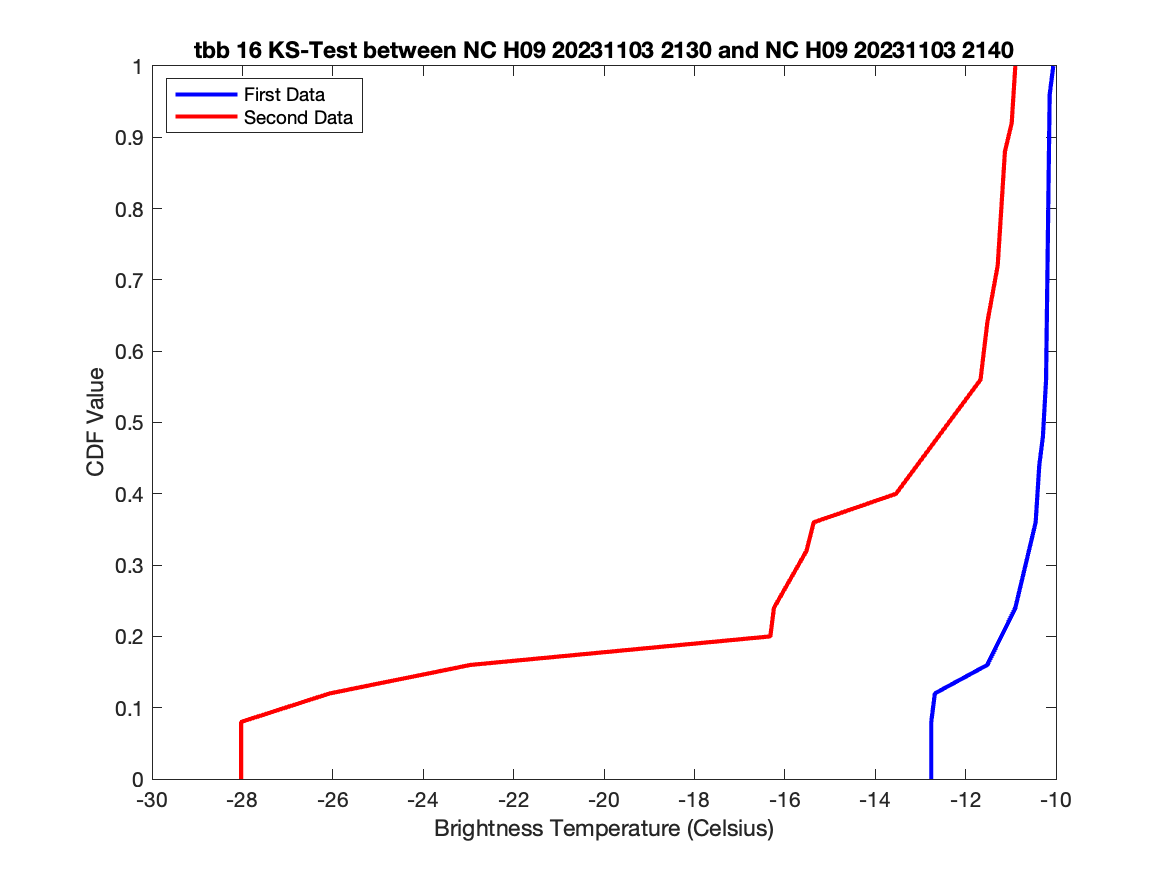 tbb 16 KS-Test between NC H09 20231103 2130 and NC H09 20231103 2140
First Data
Second Data
1
0.9
0.8
0.7
0.6
0.5
0.4
0.3
0.2
0.1
0
CDF Value
-30 -28 -26 -24 -22 -20 -18 -16 -14 -12 -10
Brightness Temperature (Celsius)